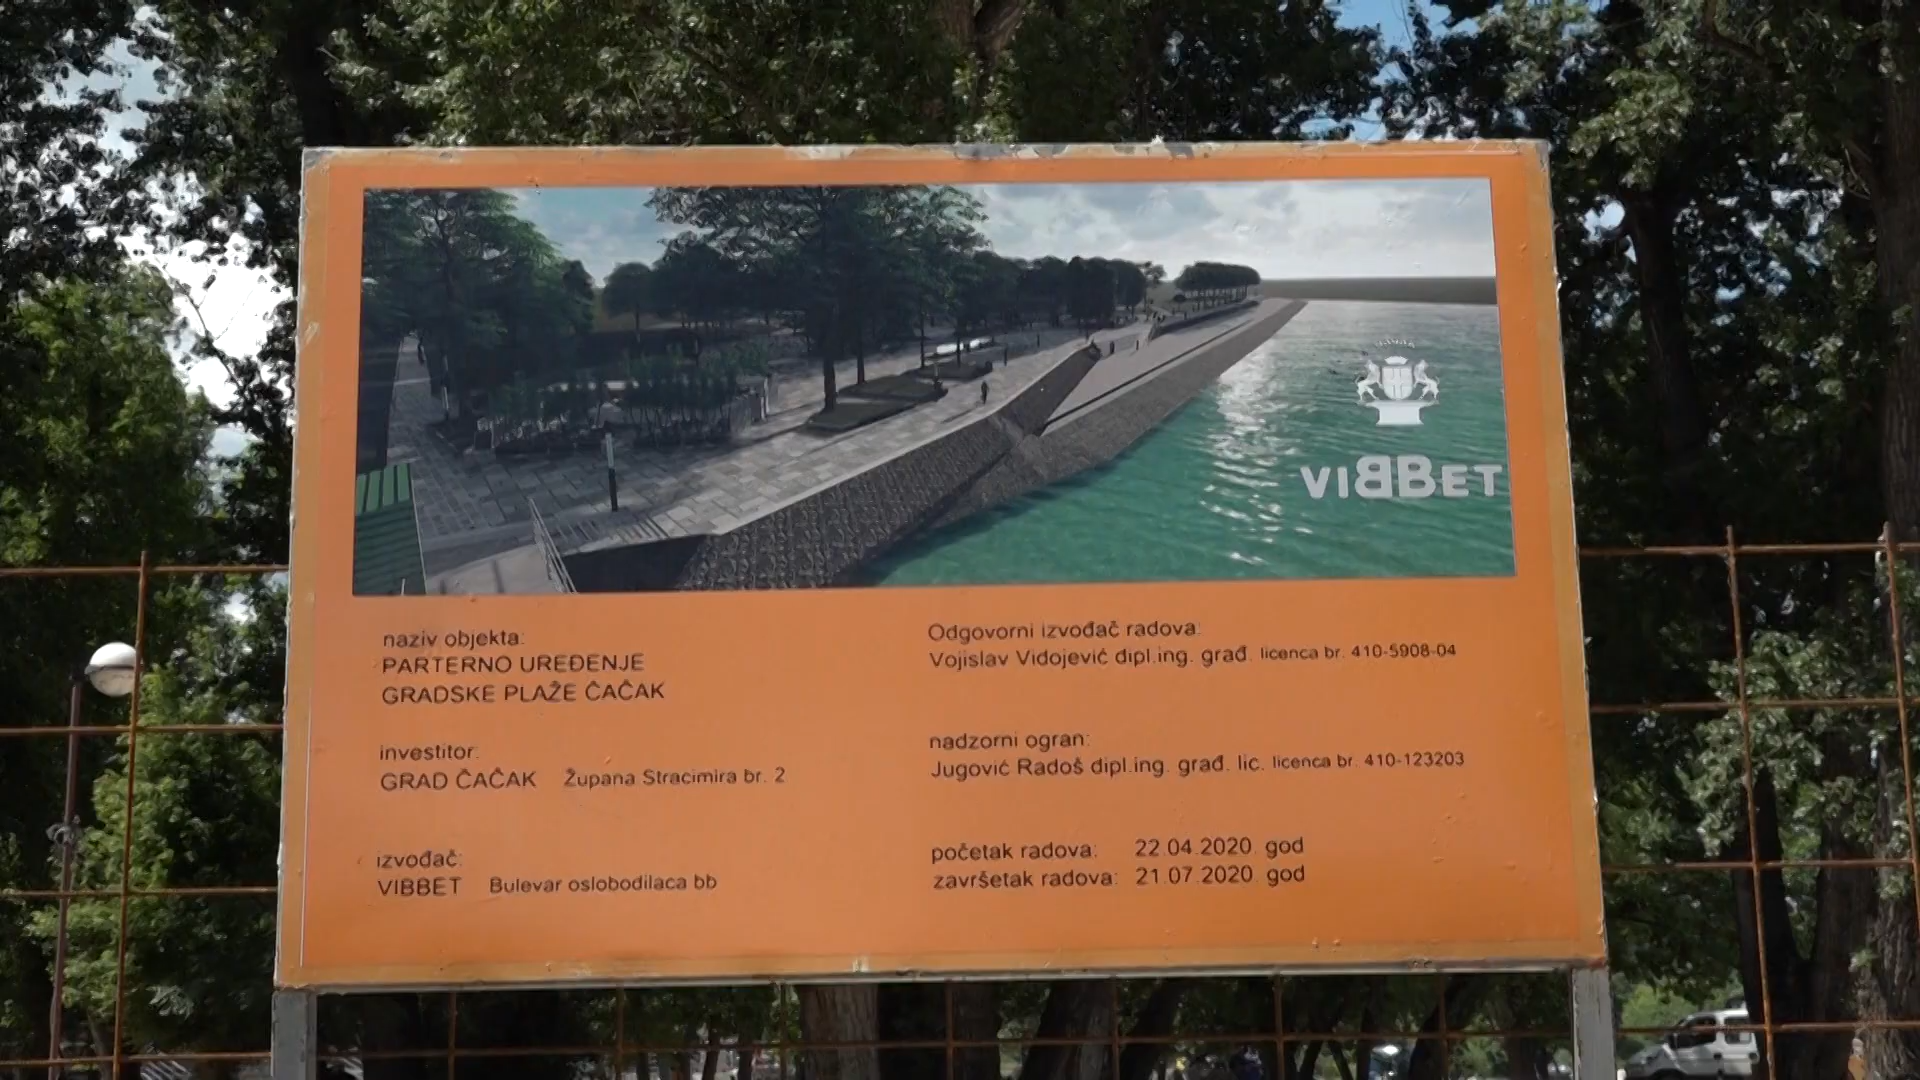 ČAČAK
VIBBET
naziv objekta:
PARTERNO UREĐENJE
GRADSKE PLAŽE ČAČAK
investitor:
GRAD ČAČAK Župana Stracimira br. 2
izvođač:
VIBBET Bulevar oslobodilaca bb
Odgovorni izvođač radova:
Vojislav Vidojević dipl.ing. građ. licenca br. 410-5908-04
nadzorni ogran:
Jugović Radoš dipl.ing. građ. lic. licenca br. 410-123203
početak radova: 22.04.2020. god
završetak radova: 21.07.2020. god